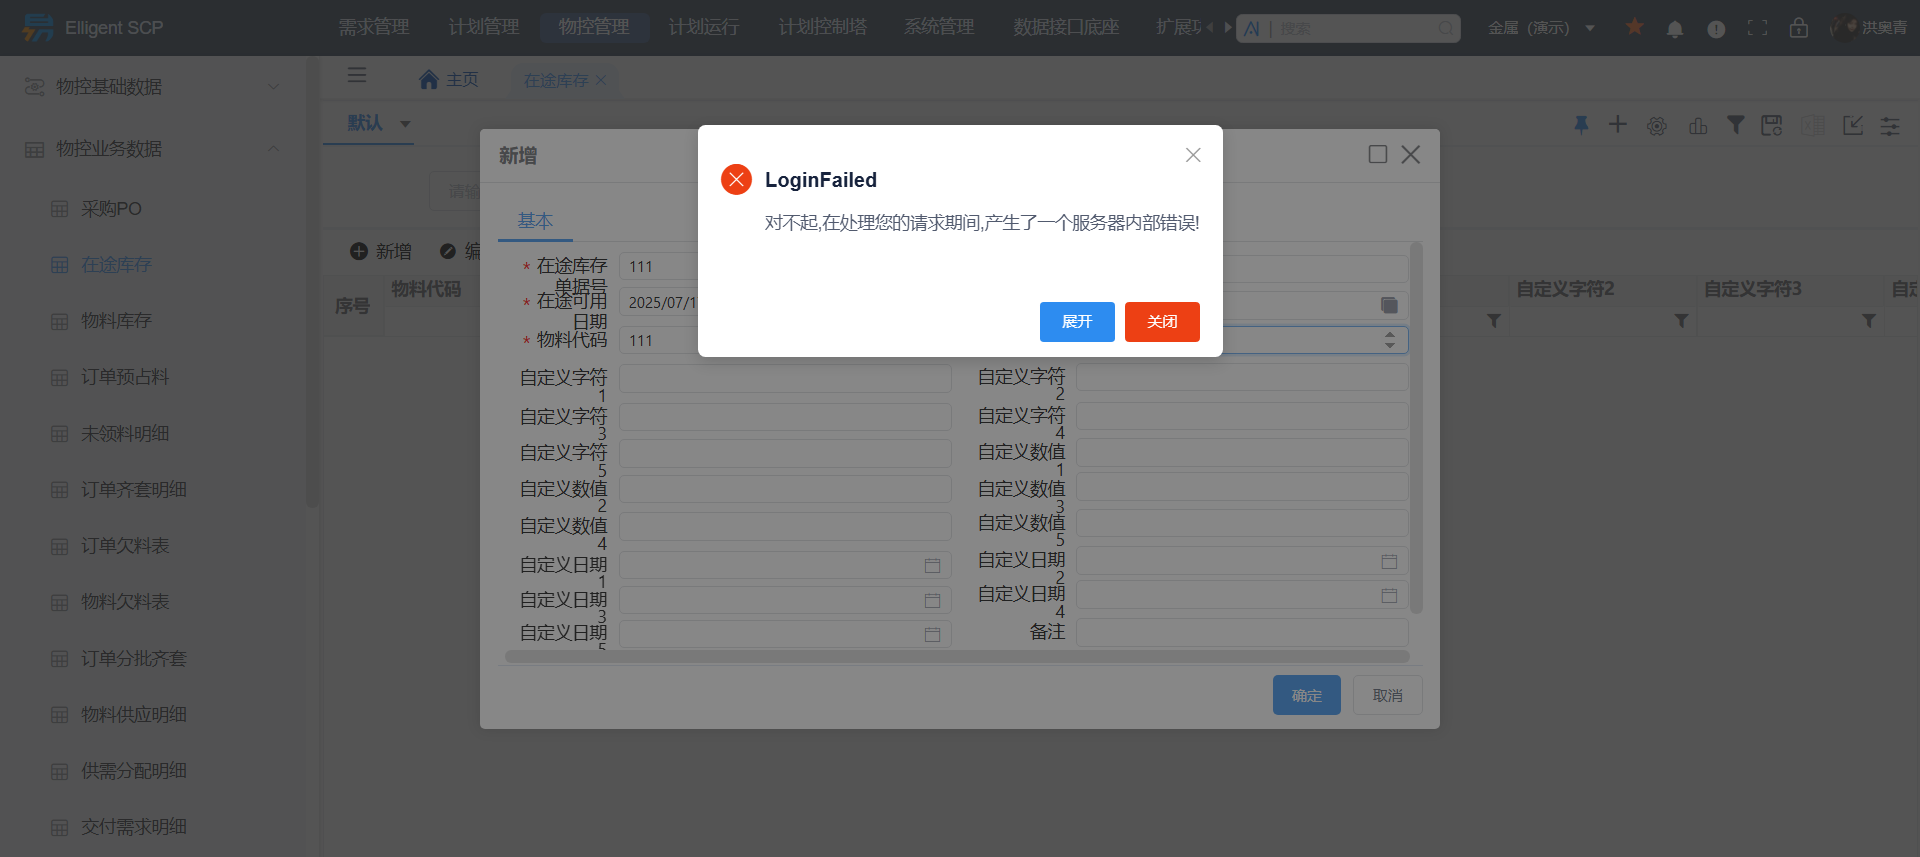 Elligent SCP
需求管理
计划管理
物控管理
计划运行
计划控制塔
系统管理
数据接口底座
AI
搜索
金属（演示）
洪奥青
物控基础数据
物控业务数据
采购PO
在途库存
物料库存
订单预占料
未领料明细
订单齐套明细
订单欠料表
物料欠料表
订单分批齐套
物料供应明细
供需分配明细
交付需求明细
主页
在途库存
默认
新增
序号
物料代码
自定义字符2
自定义字符3
新增
基本
* 在途库存单据号
111
* 在途可用日期
2025/07/1
* 物料代码
111
自定义字符1
自定义字符2
自定义字符3
自定义字符4
自定义字符5
自定义数值1
自定义数值2
自定义数值3
自定义数值4
自定义数值5
自定义日期1
自定义日期2
自定义日期3
自定义日期4
自定义日期5
备注
确定
取消
LoginFailed
对不起,在处理您的请求期间,产生了一个服务器内部错误!
展开
关闭